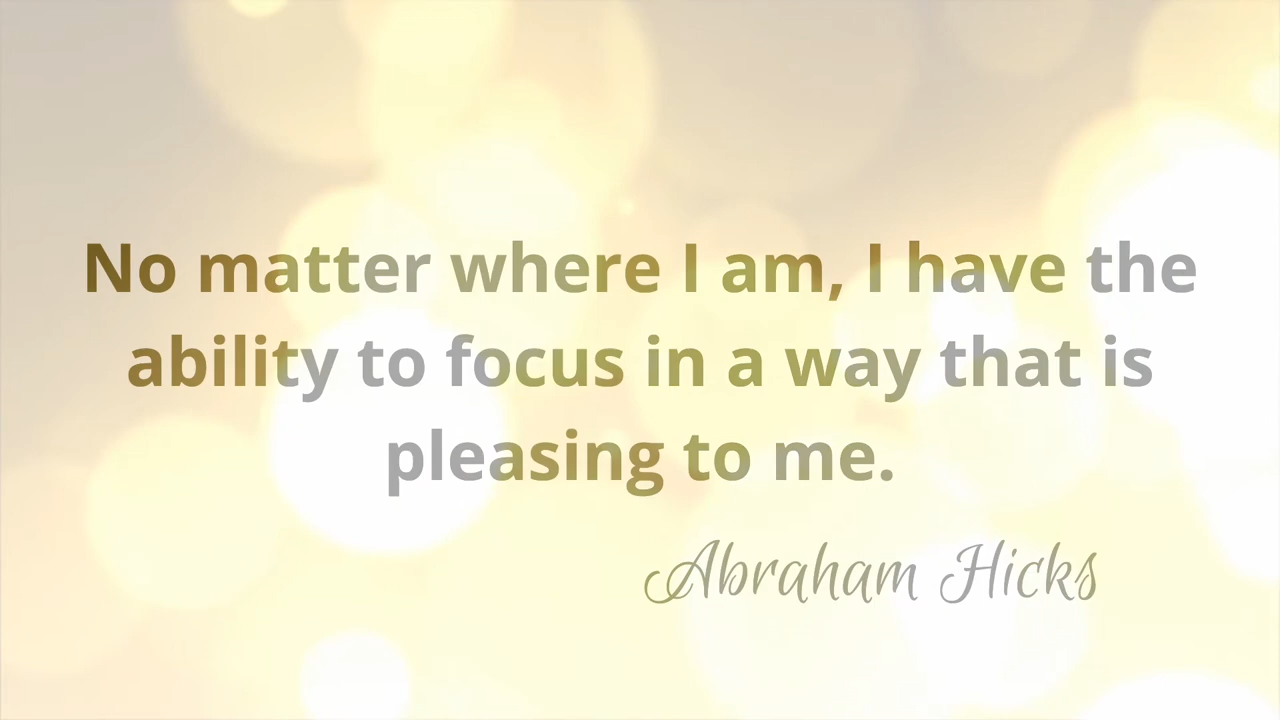 No matter where I am, I have the
ability to focus in a way that is
pleasing to me.
Abraham Hicks